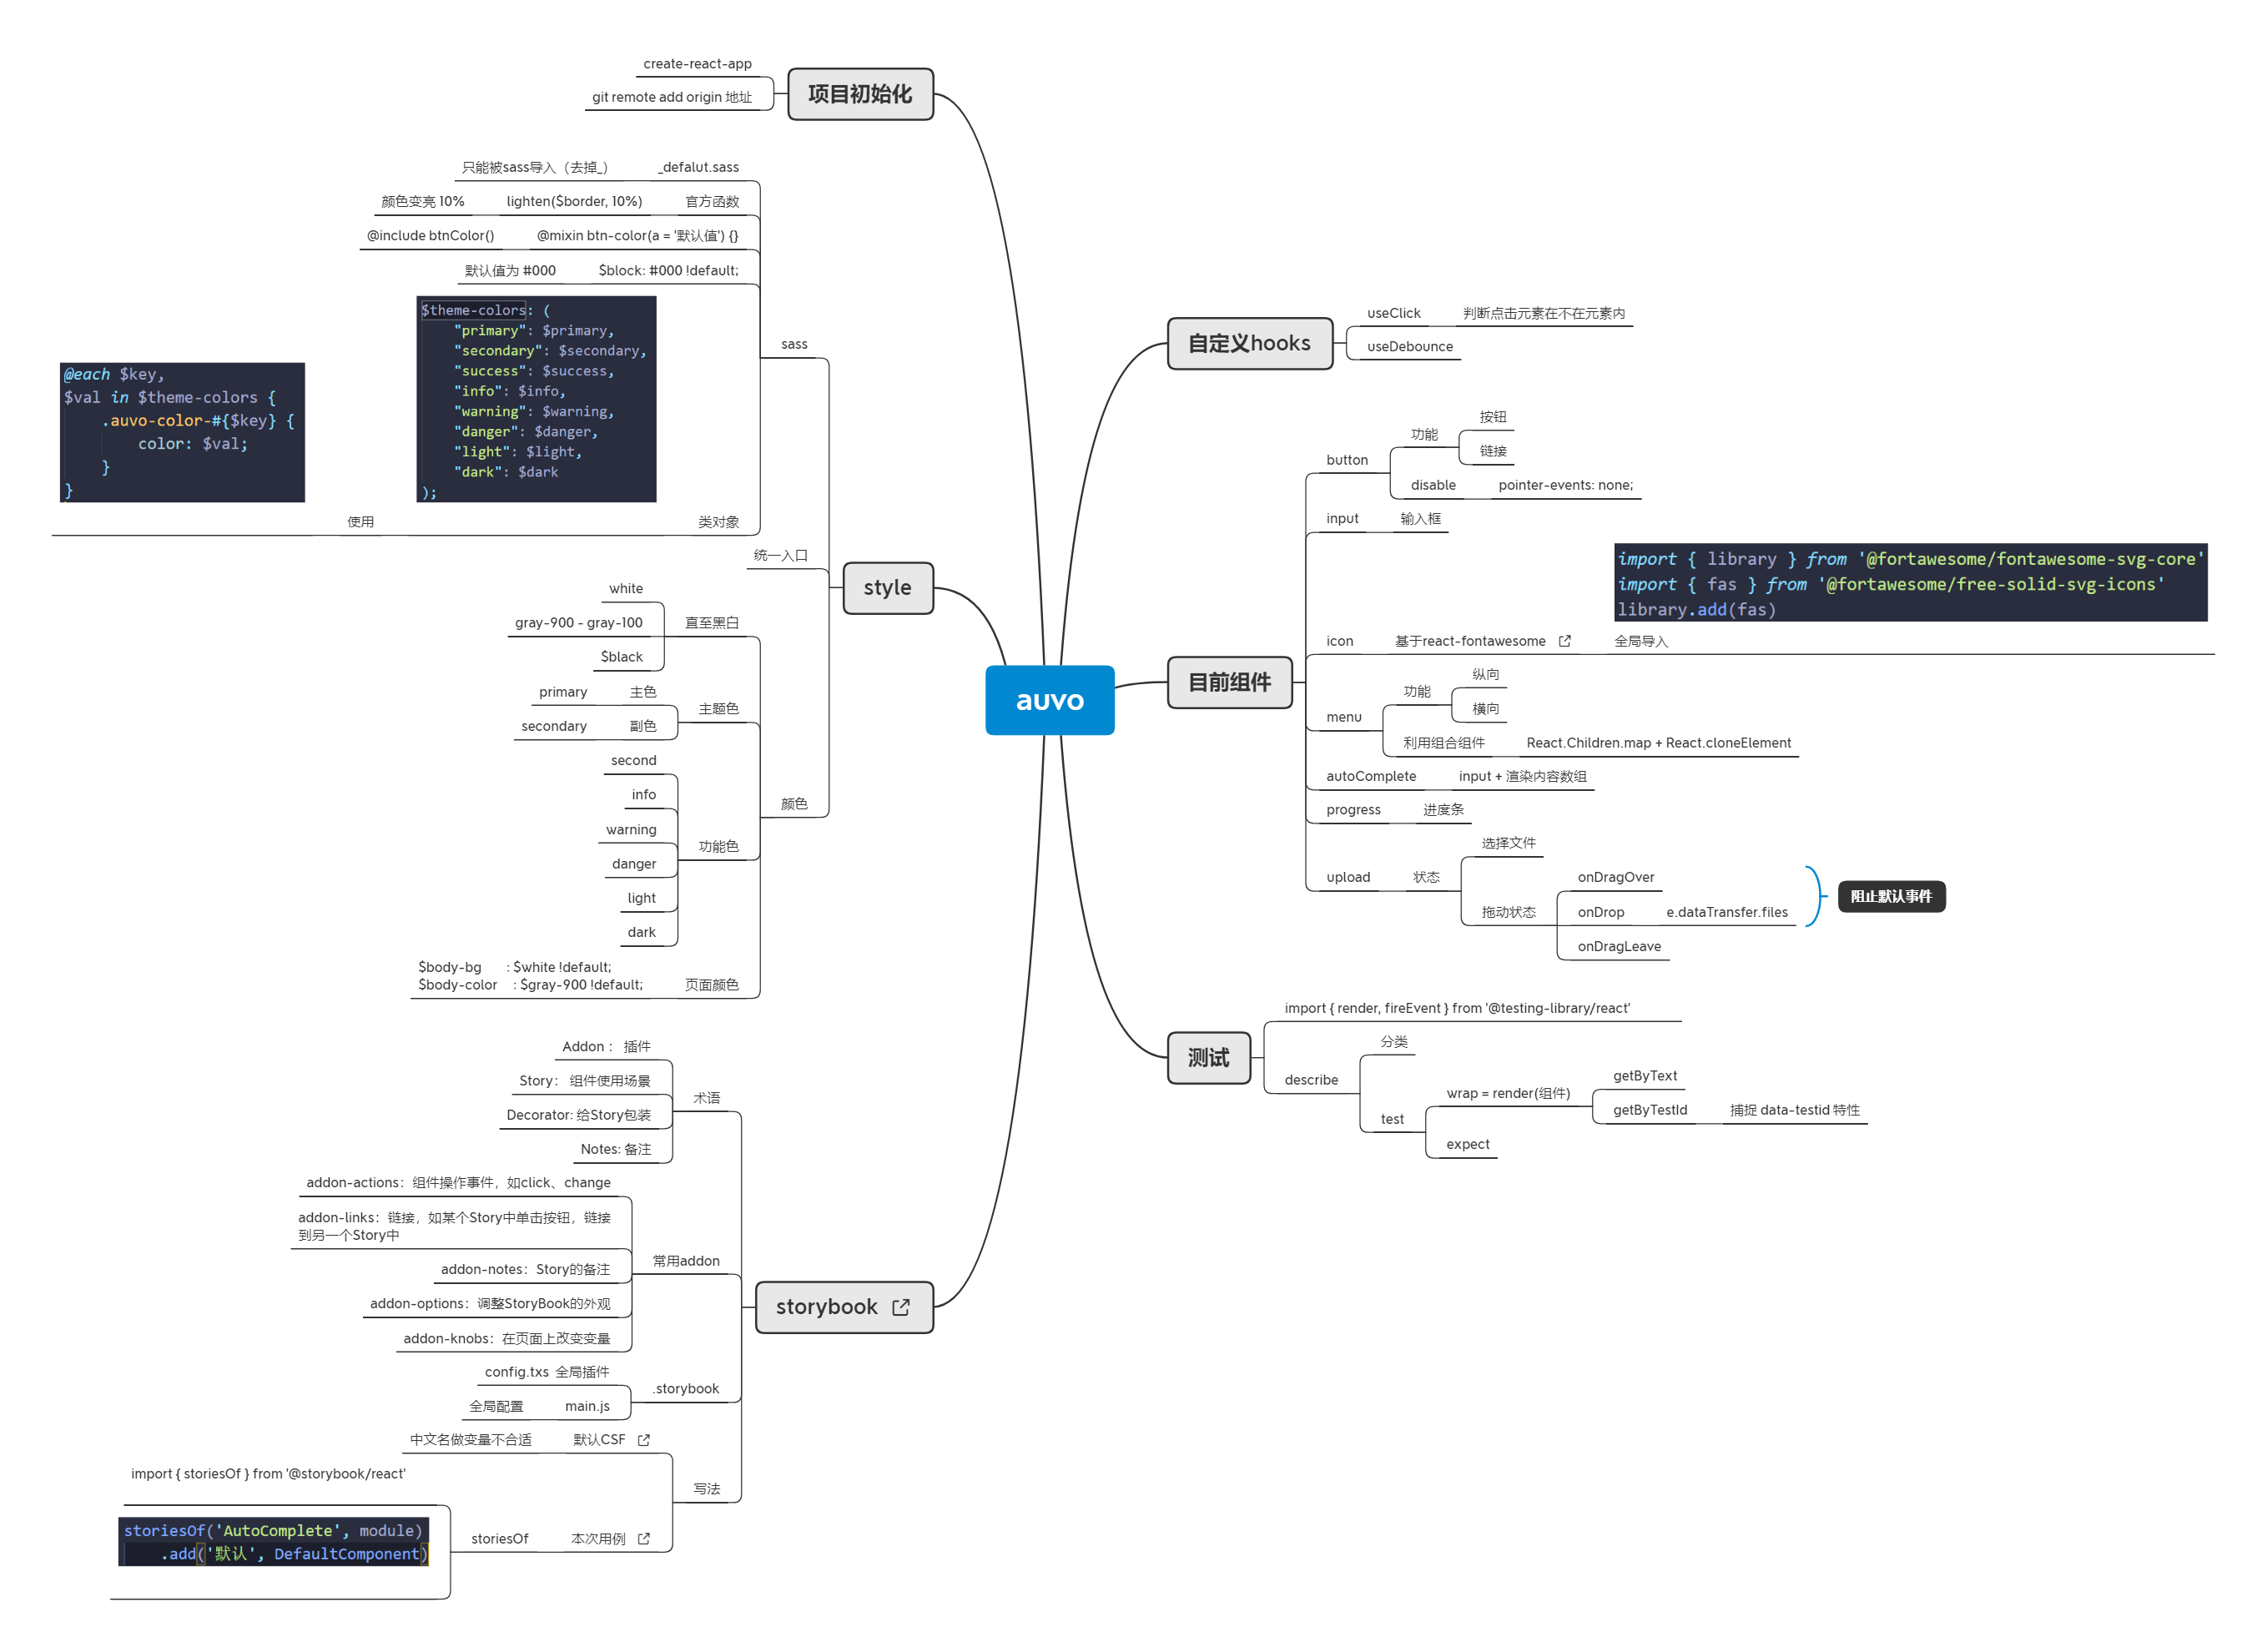 auvo
项目初始化
create-react-app
git remote add origin 地址
style
sass
_defalut.sass
只能被sass导入（去掉_）
官方函数
lighten($border, 10%)
颜色变亮 10%
@mixin btn-color(a = '默认值') {}
@include btnColor()
$block: #000 !default;
默认值为 #000
类对象
$theme-colors: (
"primary": $primary,
"secondary": $secondary,
"success": $success,
"info": $info,
"warning": $warning,
"danger": $danger,
"light": $light,
"dark": $dark
);
使用
@each $key,
$val in $theme-colors {
.auvo-color-#{$key} {
color: $val;
}
}
统一入口
颜色
直至黑白
white
gray-900 - gray-100
$black
主题色
主色
primary
副色
secondary
功能色
second
info
warning
danger
light
dark
页面颜色
$body-bg : $white !default;
$body-color : $gray-900 !default;
storybook
术语
Addon ： 插件
Story： 组件使用场景
Decorator: 给Story包装
Notes: 备注
常用addon
addon-actions：组件操作事件，如click、change
addon-links：链接，如某个Story中单击按钮，链接
到另一个Story中
addon-notes：Story的备注
addon-options：调整StoryBook的外观
addon-knobs：在页面上改变变量
.storybook
config.txs 全局插件
main.js
全局配置
写法
默认CSF
中文名做变量不合适
本次用例
storiesOf
import { storiesOf } from '@storybook/react'
storiesOf('AutoComplete', module)
.add('默认', DefaultComponent)
自定义hooks
useClick
判断点击元素在不在元素内
useDebounce
目前组件
button
功能
按钮
链接
disable
pointer-events: none;
input
输入框
icon
基于react-fontawesome
全局导入
import { library } from '@fortawesome/fontawesome-svg-core'
import { fas } from '@fortawesome/free-solid-svg-icons'
library.add(fas)
menu
功能
纵向
横向
利用组合组件
React.Children.map + React.cloneElement
autoComplete
input + 渲染内容数组
progress
进度条
upload
状态
选择文件
拖动状态
onDragOver
onDrop
e.dataTransfer.files
onDragLeave
阻止默认事件
测试
import { render, fireEvent } from '@testing-library/react'
describe
分类
test
wrap = render(组件)
getByText
getByTestId
捕捉 data-testid 特性
expect